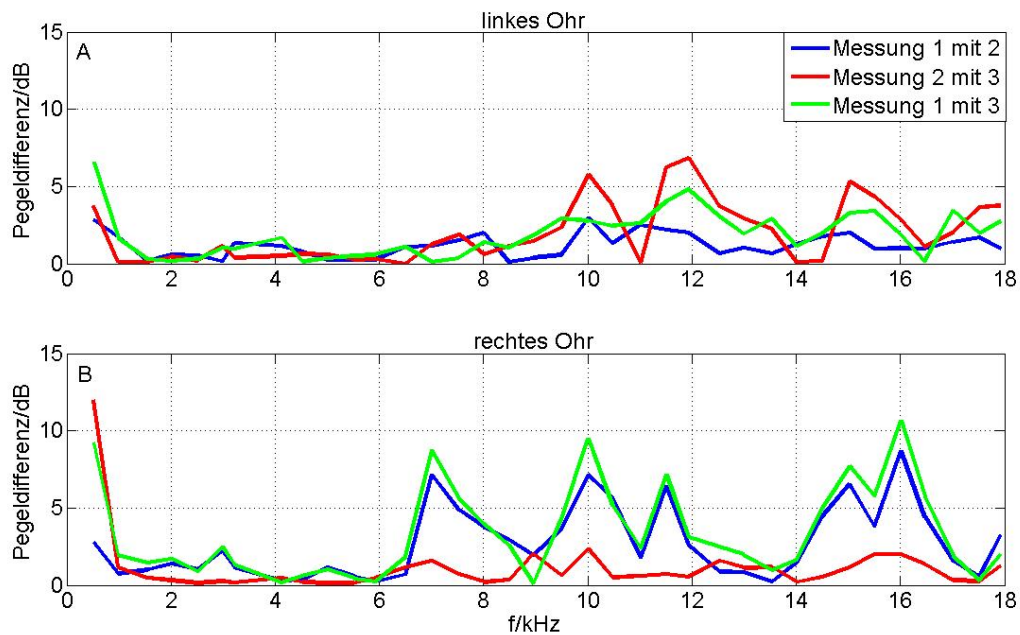 linkes Ohr
A
Messung 1 mit 2
Messung 2 mit 3
Messung 1 mit 3
Pegeldifferenz/dB
15
10
5
0
0 2 4 6 8 10 12 14 16 18
rechtes Ohr
B
Pegeldifferenz/dB
15
10
5
0
0 2 4 6 8 10 12 14 16 18
f/kHz